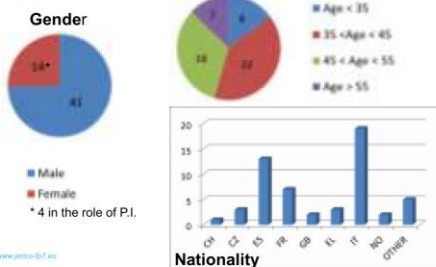 Gender
14*
41
Male
Female
* 4 in the role of P.I.
www.jerico-fp7.eu
7
8
18
22
Age < 35
35 <Age < 45
45 < Age < 55
Age > 55
20
15
10
5
0
CH
CZ
ES
FR
GB
EL
IT
NO
OTHER
Nationality